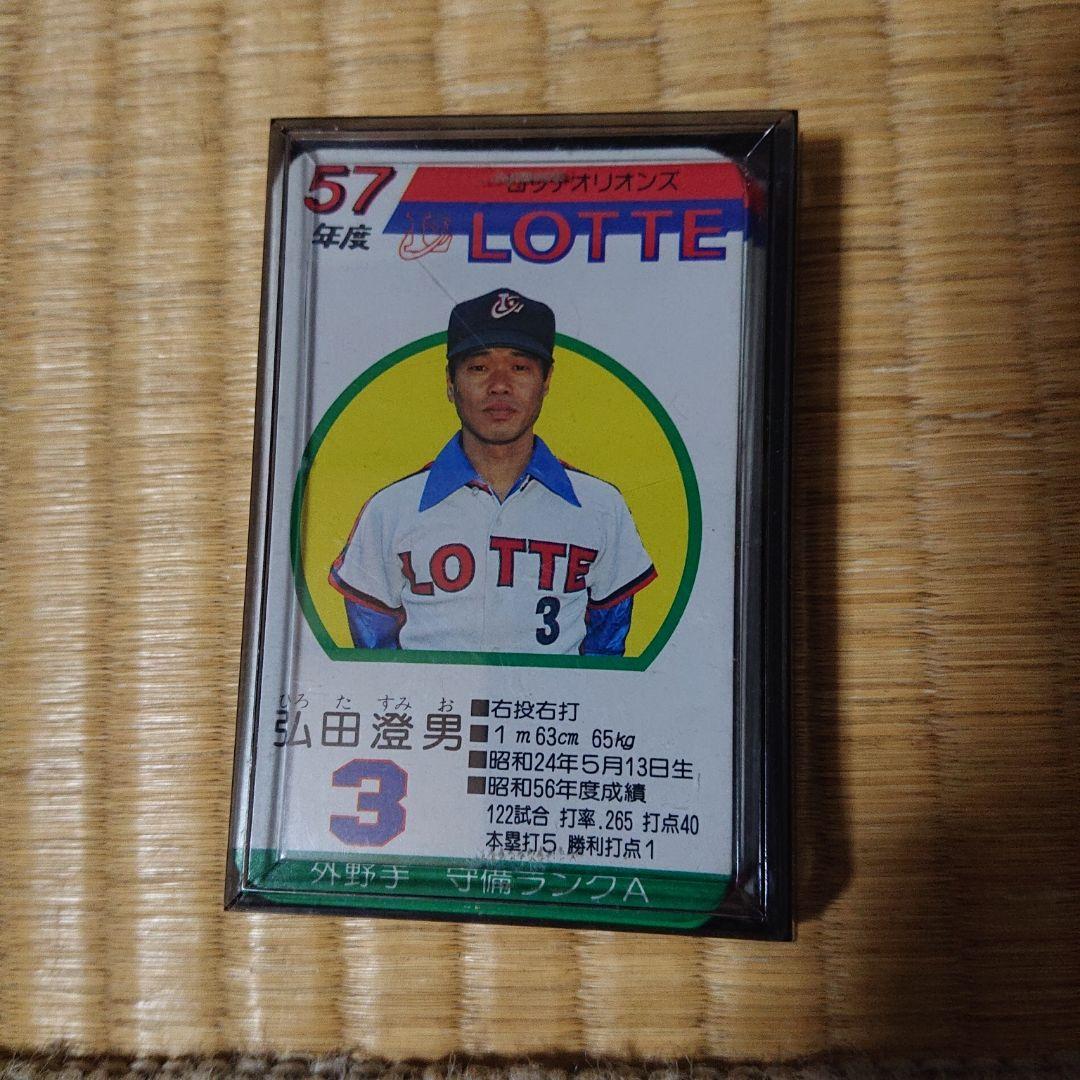 57
年度
ロッテオリオンズ
LOTTE
LOTTE
3
ひろ た すみ お
弘田澄男
3
■右投右打
■1m63cm 65kg
■昭和24年5月13日生
■昭和56年度成績
122試合 打率.265 打点40
本塁打5 勝利打点1
外野手 守備ランクA